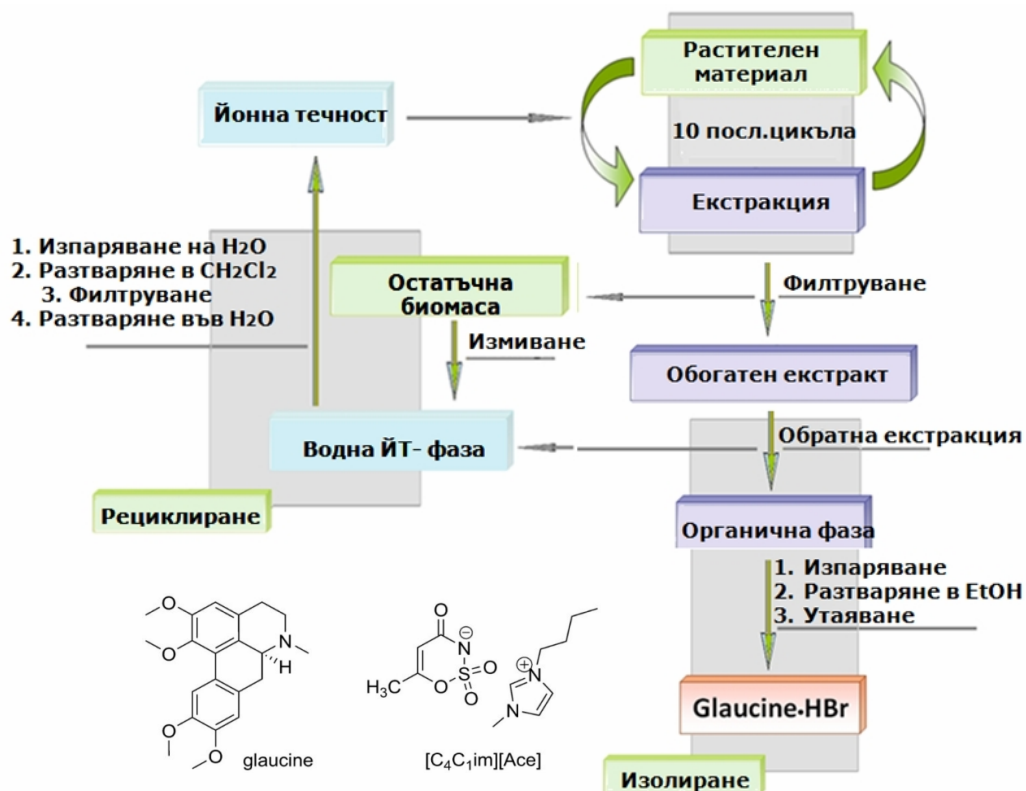 Растителен
материал
Йонна течност
10 посл.цикъла
Екстракция
1. Изпаряване на H2O
2. Разтваряне в CH2Cl2
3. Филтруване
4. Разтваряне във H2O
Остатъчна
биомаса
Филтруване
Измиване
Обогатен екстракт
Водна ЙТ- фаза
Обратна екстракция
Рециклиране
Органична фаза
1. Изпаряване
2. Разтваряне в EtOH
3. Утаяване
Glaucine·HBr
Изолиране
O
O
N
H
O
O
glaucine
O
N
⊖
S
O
O
O
H3C
N
⊕
N
[C4C1im][Ace]